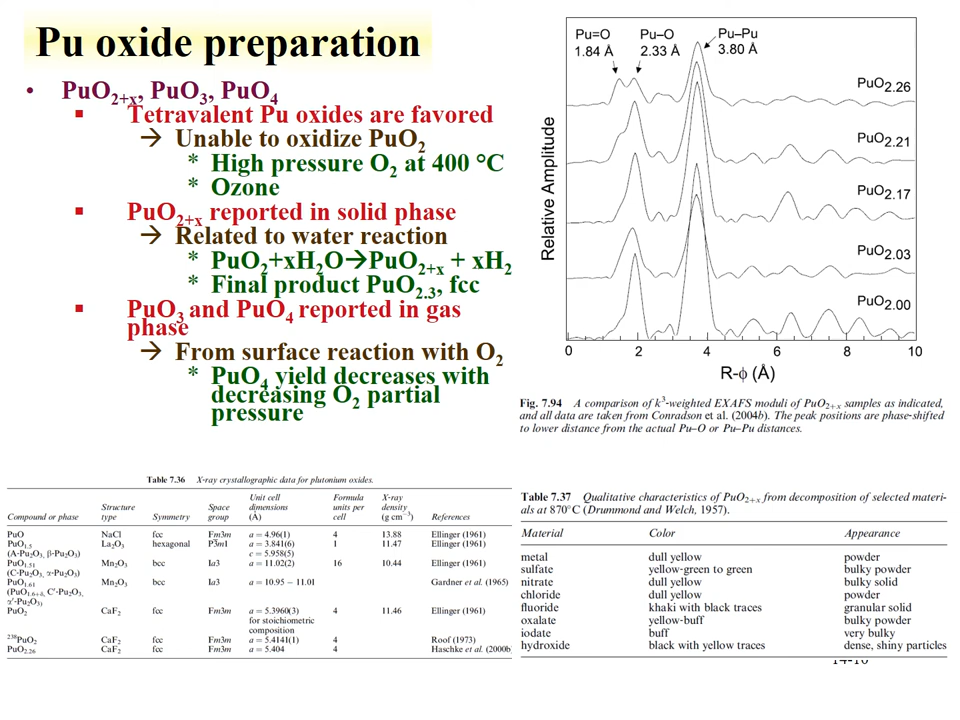 Pu oxide preparation
• PuO2+x, PuO3, PuO4
▪ Tetravalent Pu oxides are favored
→ Unable to oxidize PuO2
* High pressure O2 at 400 °C
* Ozone
▪ PuO2+x reported in solid phase
→ Related to water reaction
* PuO2+xH2O→PuO2+x + xH2
* Final product PuO2.3, fcc
▪ PuO3 and PuO4 reported in gas
phase
→ From surface reaction with O2
* PuO4 yield decreases with
decreasing O2 partial
pressure
Pu=O Pu–O Pu–Pu
1.84 Å 2.33 Å 3.80 Å
PuO2.26
PuO2.21
PuO2.17
PuO2.03
PuO2.00
Relative Amplitude
0 2 4 6 8 10
R-ϕ (Å)
Fig. 7.94 A comparison of k3-weighted EXAFS moduli of PuO2+x samples as indicated,
and all data are taken from Conradson et al. (2004b). The peak positions are phase-shifted
to lower distance from the actual Pu–O or Pu–Pu distances.
Table 7.36 X-ray crystallographic data for plutonium oxides.
Compound or phase Structure type Symmetry Space group Unit cell dimensions (Å) Formula units per cell X-ray density (g cm−3) References
PuO NaCl fcc Fm3m a = 4.96(1) 4 13.88 Ellinger (1961)
PuO1.5 La2O3 hexagonal P3̄m1 a = 3.841(6) 1 11.47 Ellinger (1961)
(A-Pu2O3, β-Pu2O3) c = 5.958(5)
PuO1.51 Mn2O3 bcc Ia3 a = 11.02(2) 16 10.44 Ellinger (1961)
(C-Pu2O3, α-Pu2O3)
PuO1.61 Mn2O3 bcc Ia3 a = 10.95 − 11.01 Gardner et al. (1965)
(PuO1.6+δ, C′-Pu2O3,
α′-Pu2O3)
PuO2 CaF2 fcc Fm3m a = 5.3960(3) 4 11.46 Ellinger (1961)
for stoichiometric
composition
238PuO2 CaF2 fcc Fm3m a = 5.4141(1) 4 Roof (1973)
PuO2.26 CaF2 fcc Fm3m a = 5.404 4 Haschke et al. (2000b)
Table 7.37 Qualitative characteristics of PuO2+x from decomposition of selected materi-
als at 870°C (Drummond and Welch, 1957).
Material Color Appearance
metal dull yellow powder
sulfate yellow-green to green bulky powder
nitrate dull yellow bulky solid
chloride dull yellow powder
fluoride khaki with black traces granular solid
oxalate yellow-buff bulky powder
iodate buff very bulky
hydroxide black with yellow traces dense, shiny particles